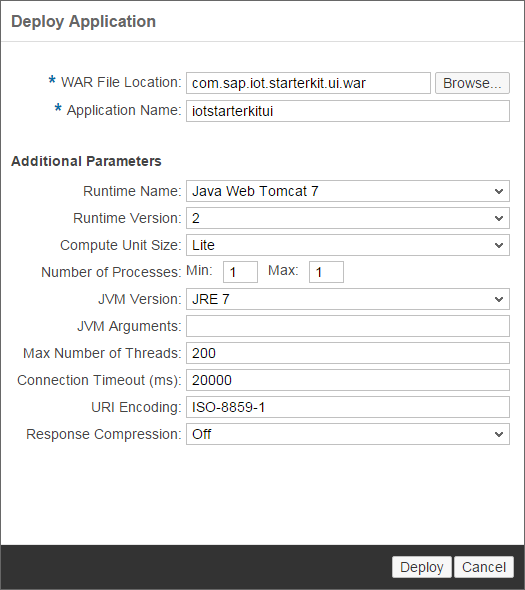 Deploy Application
* WAR File Location: com.sap.iot.starterkit.ui.war Browse...
* Application Name: iotstarterkitui
Additional Parameters
Runtime Name: Java Web Tomcat 7
Runtime Version: 2
Compute Unit Size: Lite
Number of Processes: Min: 1 Max: 1
JVM Version: JRE 7
JVM Arguments:
Max Number of Threads: 200
Connection Timeout (ms): 20000
URI Encoding: ISO-8859-1
Response Compression: Off
Deploy Cancel